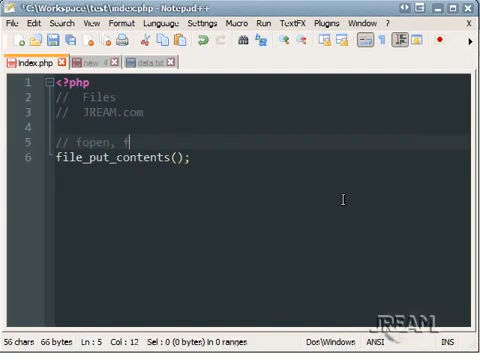 *C:\Workspace\test\index.php - Notepad++
File Edit Search View Format Language Settings Macro Run TextFX Plugins Window ? X
index.php new 4 data.txt
1 <?php
2 // Files
3 // JREAM.com
4
5 // fopen, f
6 file_put_contents();
JREAM
56 chars 66 bytes Ln : 5 Col : 12 Sel : 0 (0 bytes) in 0 ranges Dos\Windows ANSI INS